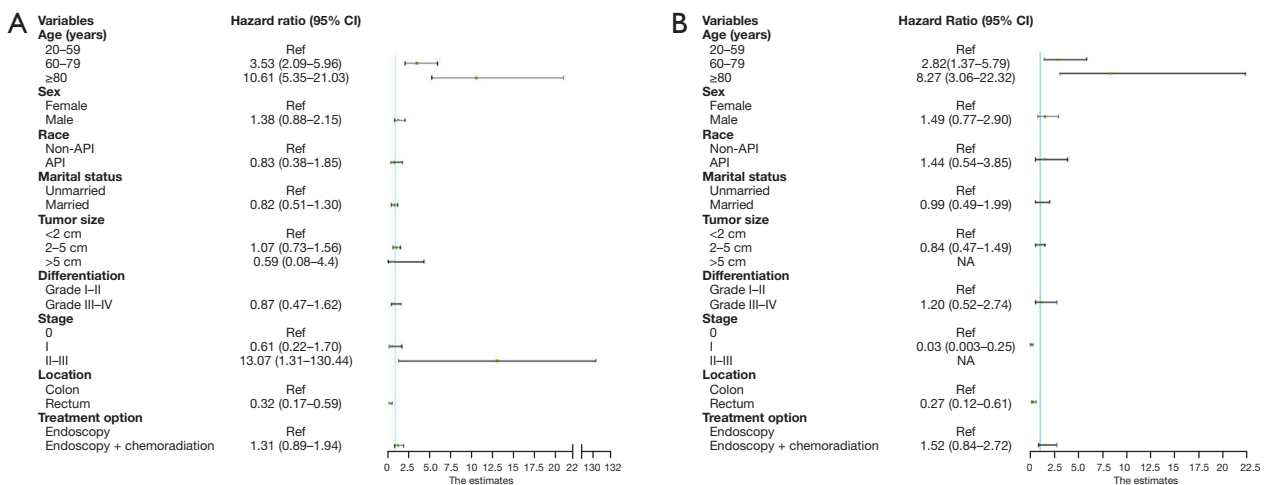 A
Variables Hazard ratio (95% CI)
Age (years)
20–59 Ref
60–79 3.53 (2.09–5.96)
≥80 10.61 (5.35–21.03)
Sex
Female Ref
Male 1.38 (0.88–2.15)
Race
Non-API Ref
API 0.83 (0.38–1.85)
Marital status
Unmarried Ref
Married 0.82 (0.51–1.30)
Tumor size
<2 cm Ref
2–5 cm 1.07 (0.73–1.56)
>5 cm 0.59 (0.08–4.4)
Differentiation
Grade I–II
Grade III–IV 0.87 (0.47–1.62)
Stage
0 Ref
I 0.61 (0.22–1.70)
II–III 13.07 (1.31–130.44)
Location
Colon Ref
Rectum 0.32 (0.17–0.59)
Treatment option
Endoscopy Ref
Endoscopy + chemoradiation 1.31 (0.89–1.94)
0 2.5 5.0 7.5 10 12.5 15 17.5 20 22 130 132
The estimates
B
Variables Hazard Ratio (95% CI)
Age (years)
20–59 Ref
60–79 2.82(1.37–5.79)
≥80 8.27 (3.06–22.32)
Sex
Female Ref
Male 1.49 (0.77–2.90)
Race
Non-API Ref
API 1.44 (0.54–3.85)
Marital status
Unmarried Ref
Married 0.99 (0.49–1.99)
Tumor size
<2 cm Ref
2–5 cm 0.84 (0.47–1.49)
>5 cm NA
Differentiation
Grade I–II Ref
Grade III–IV 1.20 (0.52–2.74)
Stage
0 Ref
I 0.03 (0.003–0.25)
II–III NA
Location
Colon Ref
Rectum 0.27 (0.12–0.61)
Treatment option
Endoscopy Ref
Endoscopy + chemoradiation 1.52 (0.84–2.72)
0 2.5 5.0 7.5 10 12.5 15 17.5 20 22.5
The estimates